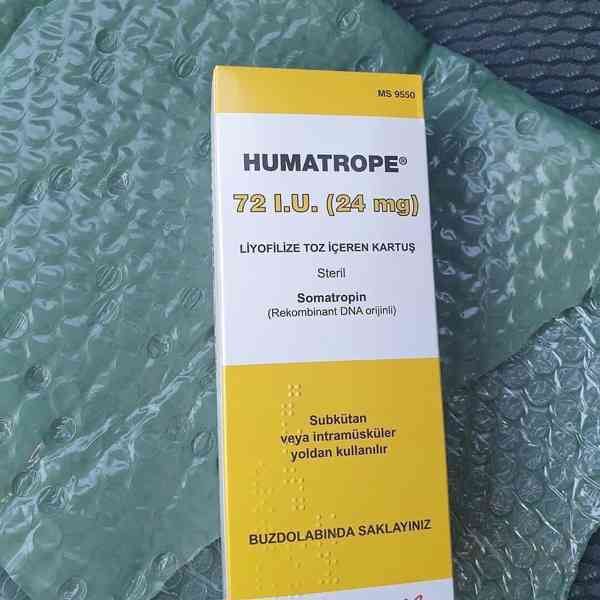 MS 9550
HUMATROPE®
72 I.U. (24 mg)
LİYOFİLİZE TOZ İÇEREN KARTUŞ
Steril
Somatropin
(Rekombinant DNA orijinli)
Subkütan
veya intramüsküler
yoldan kullanılır
BUZDOLABINDA SAKLAYINIZ